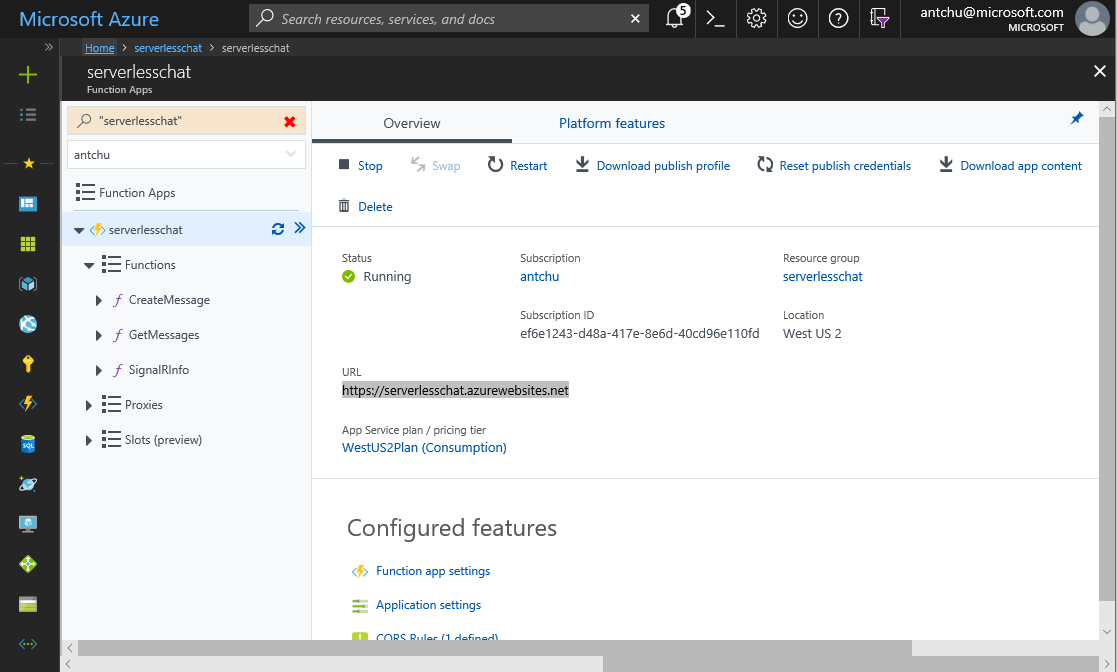 Microsoft Azure
Search resources, services, and docs
5
antchu@microsoft.com
MICROSOFT
Home > serverlesschat > serverlesschat
serverlesschat
Function Apps
"serverlesschat"
antchu
Function Apps
serverlesschat
Functions
f CreateMessage
f GetMessages
f SignalRInfo
Proxies
Slots (preview)
Overview
Platform features
Stop
Swap
Restart
Download publish profile
Reset publish credentials
Download app content
Delete
Status
Running
Subscription
antchu
Resource group
serverlesschat
Subscription ID
ef6e1243-d48a-417e-8e6d-40cd96e110fd
Location
West US 2
URL
https://serverlesschat.azurewebsites.net
App Service plan / pricing tier
WestUS2Plan (Consumption)
Configured features
Function app settings
Application settings
CORS Rules (1 defined)
SQL